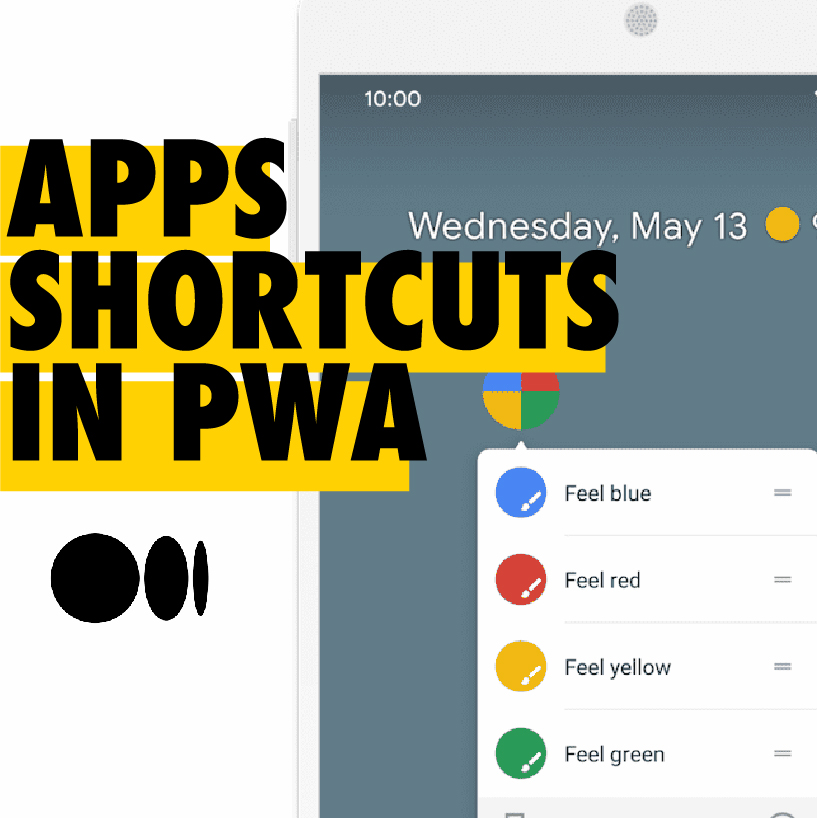 APPS
SHORTCUTS
IN PWA
10:00
Wednesday, May 13
Feel blue
Feel red
Feel yellow
Feel green